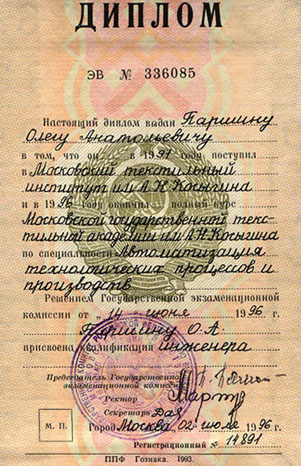 ДИПЛОМ
ЭВ № 336085
Настоящий диплом выдан Паршину
Олегу Анатольевичу
в том, что он в 1991 году поступил
в Московский текстильный
институт им А.Н. Косыгина
и в 1996 году окончил полный курс
Московской государственной текс-
тильной академии им А.Н. Косыгина
по специальности Автоматизация
технологических процессов и
производств
Решением Государственной экзаменационной
комиссии от 14 июня 1996 г.
Паршину О.А.
присвоена квалификация инженера
Председатель Государственной
экзаменационной комиссии
Ректор
Секретарь
М. П.
Город Москва 02 июля 1996 г.
Регистрационный № 14891
ППФ Гознака. 1993.